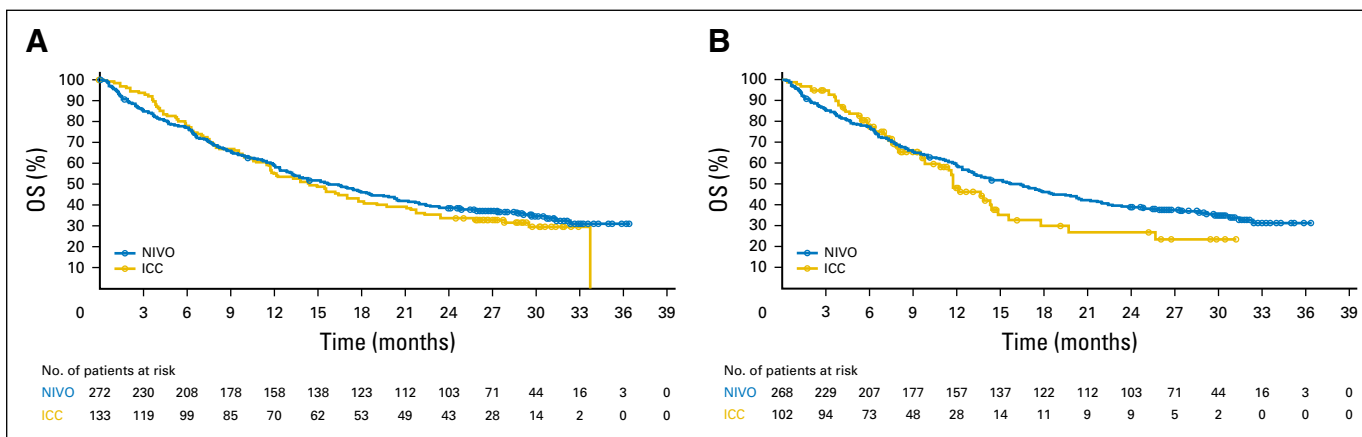 A
100
90
80
70
60
50
40
30
20
10
OS (%)
NIVO
ICC
0 3 6 9 12 15 18 21 24 27 30 33 36 39
Time (months)
No. of patients at risk
NIVO 272 230 208 178 158 138 123 112 103 71 44 16 3 0
ICC 133 119 99 85 70 62 53 49 43 28 14 2 0 0
B
100
90
80
70
60
50
40
30
20
10
OS (%)
NIVO
ICC
0 3 6 9 12 15 18 21 24 27 30 33 36 39
Time (months)
No. of patients at risk
NIVO 268 229 207 177 157 137 122 112 103 71 44 16 3 0
ICC 102 94 73 48 28 14 11 9 9 5 2 0 0 0